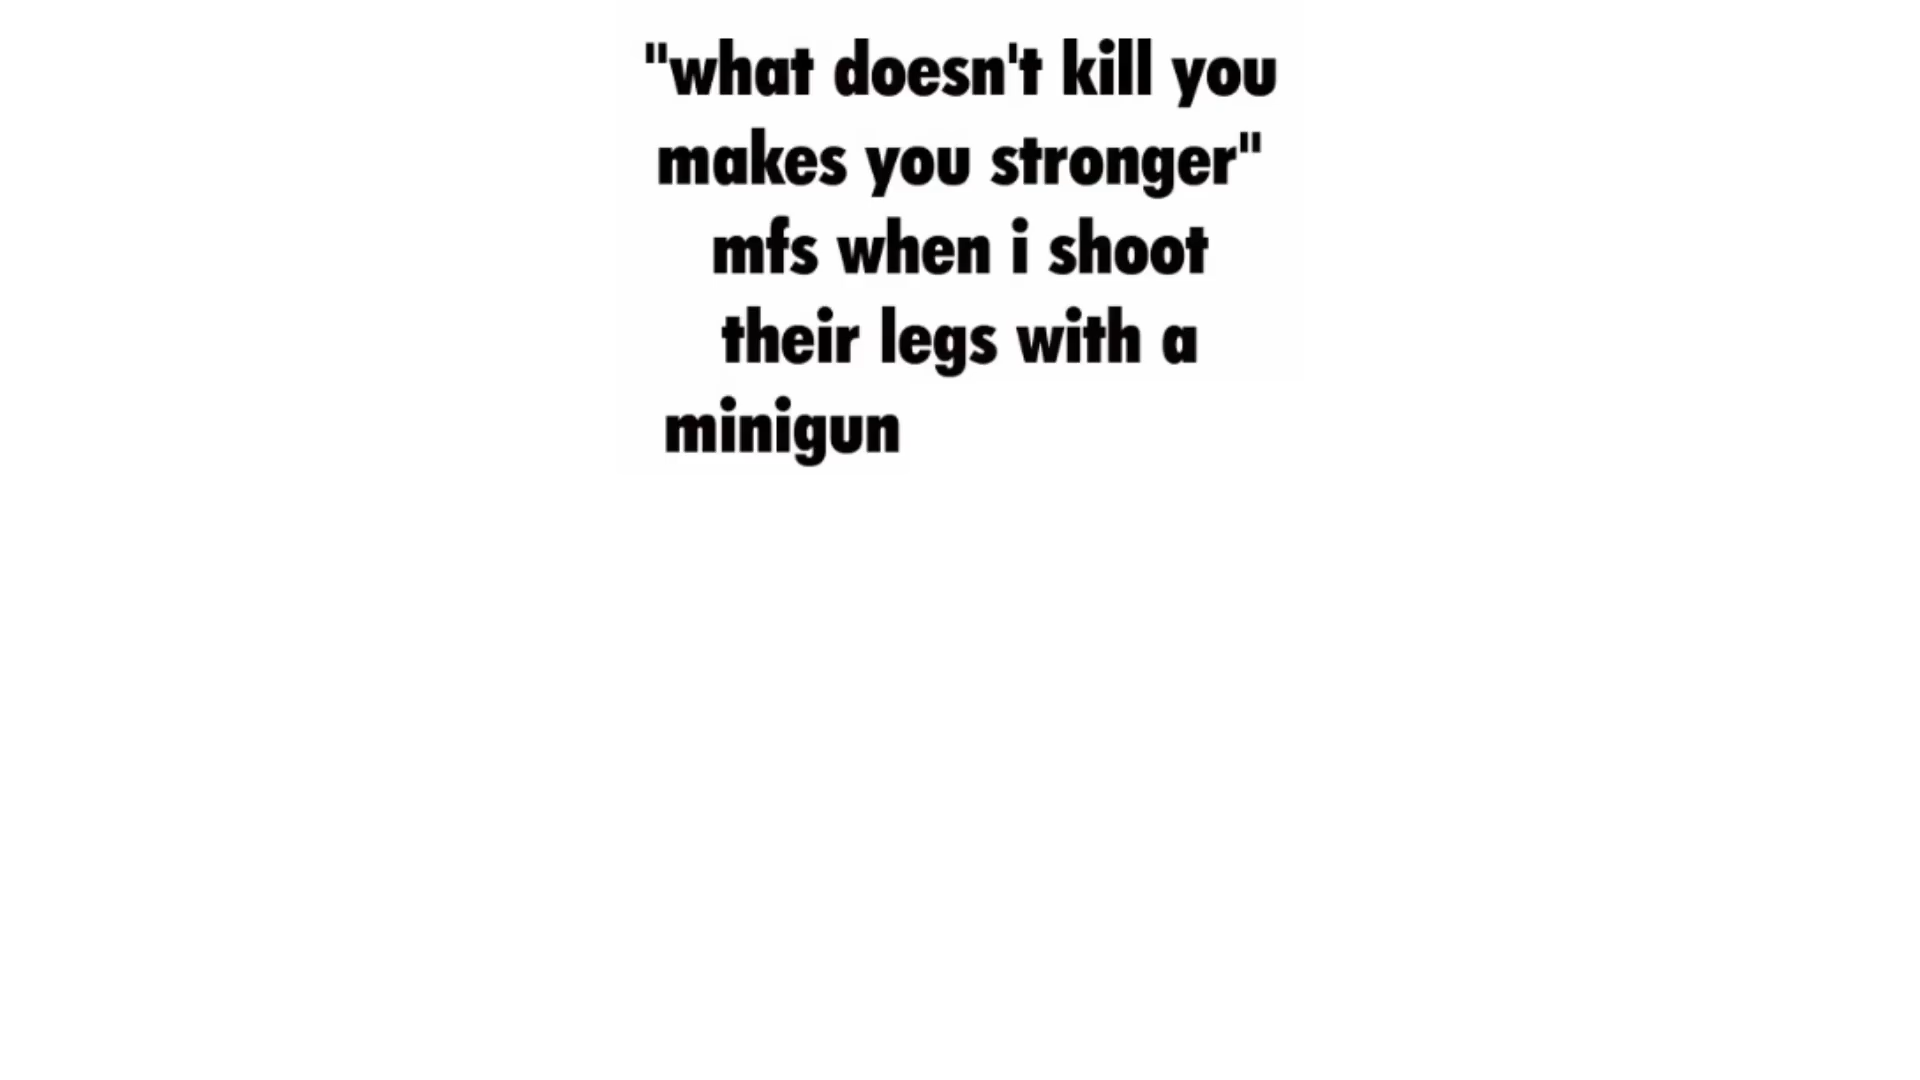 "what doesn't kill you
makes you stronger"
mfs when i shoot
their legs with a
minigun